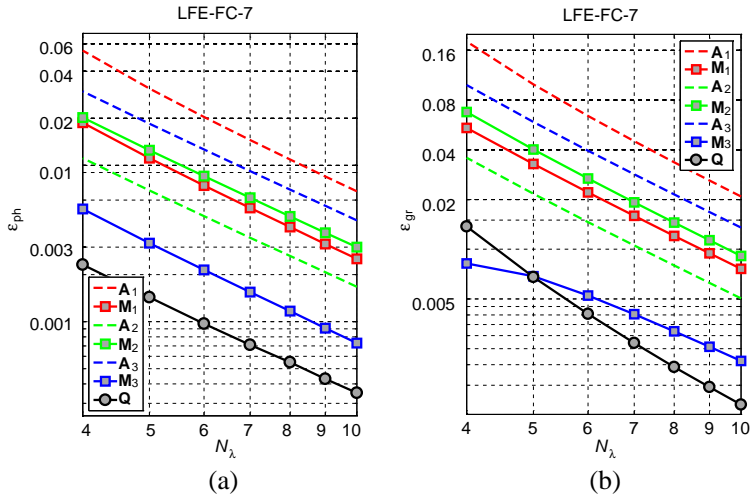 LFE-FC-7
0.06
0.04
0.02
0.01
0.003
0.001
ε_ph
A₁
M₁
A₂
M₂
A₃
M₃
Q
4 5 6 7 8 9 10
N_λ
(a)
LFE-FC-7
0.16
0.08
0.04
0.02
0.005
ε_gr
A₁
M₁
A₂
M₂
A₃
M₃
Q
4 5 6 7 8 9 10
N_λ
(b)